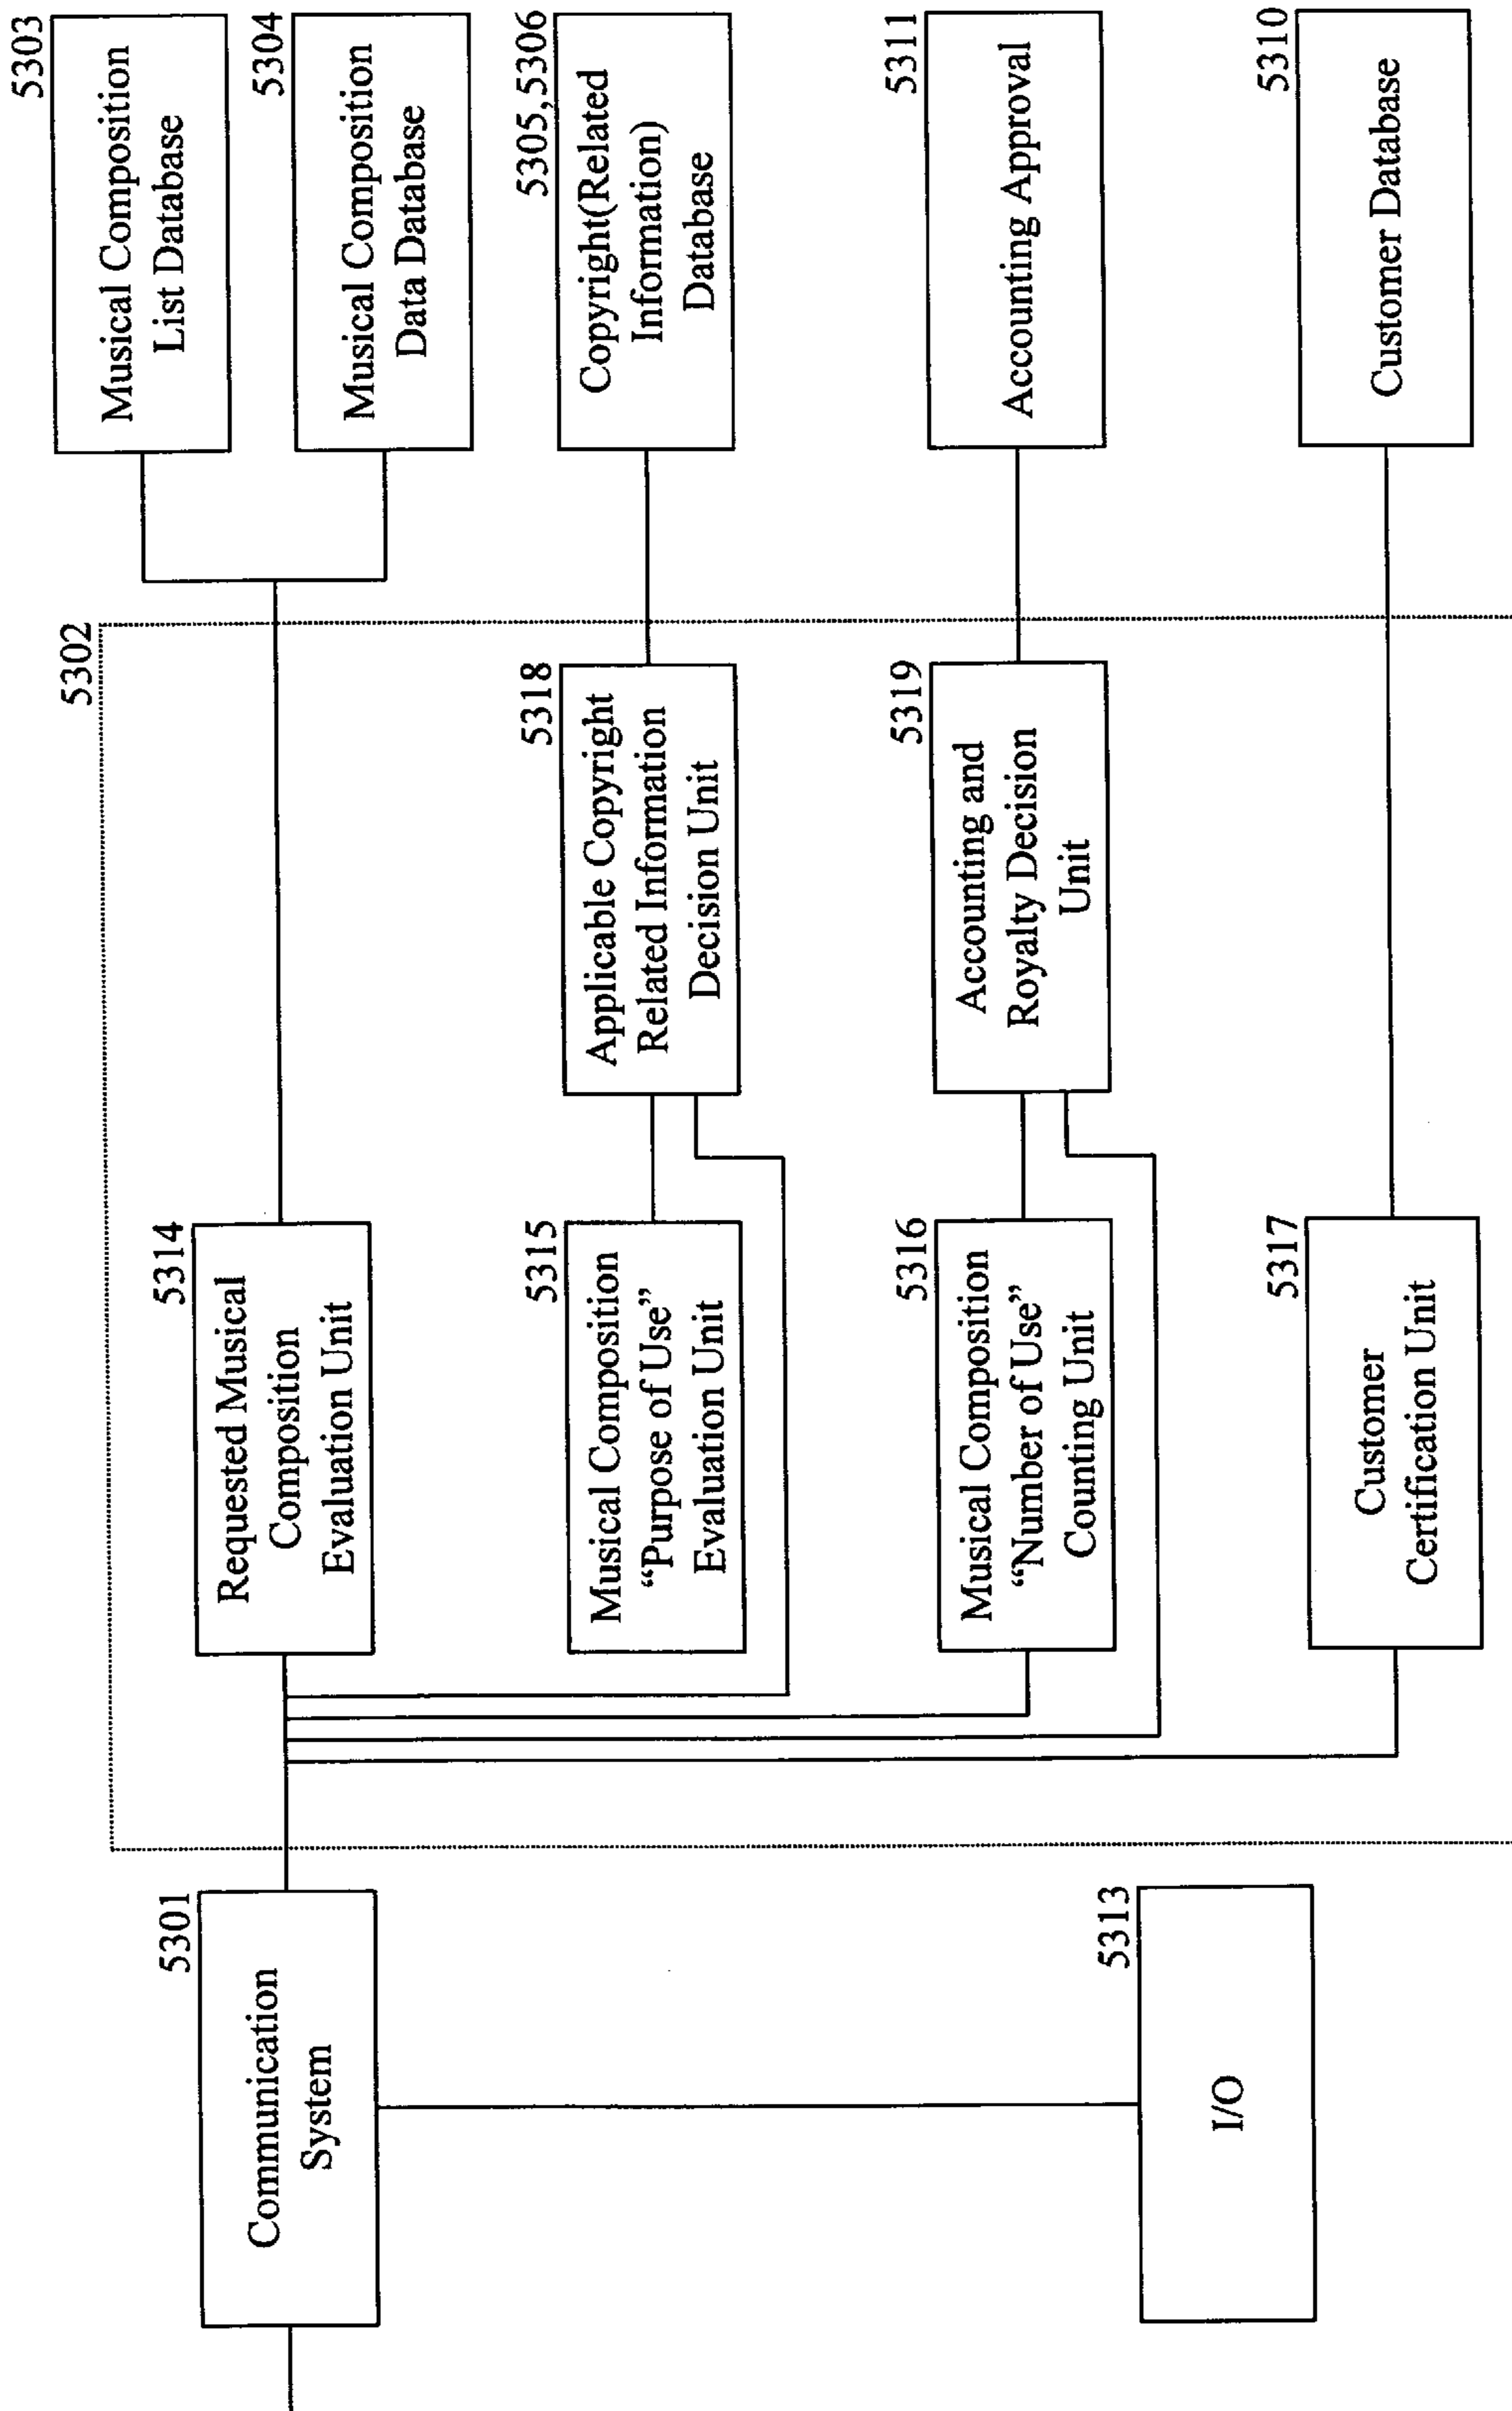 5301
Communication
System
5313
I/O
5302
5314
Requested Musical
Composition
Evaluation Unit
5315
Musical Composition
“Purpose of Use”
Evaluation Unit
5316
Musical Composition
“Number of Use”
Counting Unit
5317
Customer
Certification Unit
5318
Applicable Copyright
Related Information
Decision Unit
5319
Accounting and
Royalty Decision
Unit
5303
Musical Composition
List Database
5304
Musical Composition
Data Database
5305,5306
Copyright(Related
Information)
Database
5311
Accounting Approval
5310
Customer Database